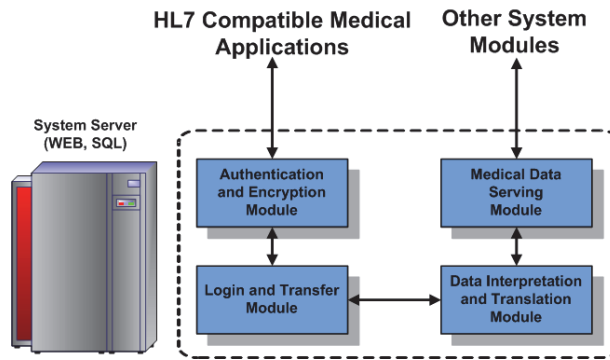 HL7 Compatible Medical
Applications
Other System
Modules
System Server
(WEB, SQL)
Authentication
and Encryption
Module
Medical Data
Serving
Module
Login and Transfer
Module
Data Interpretation
and Translation
Module